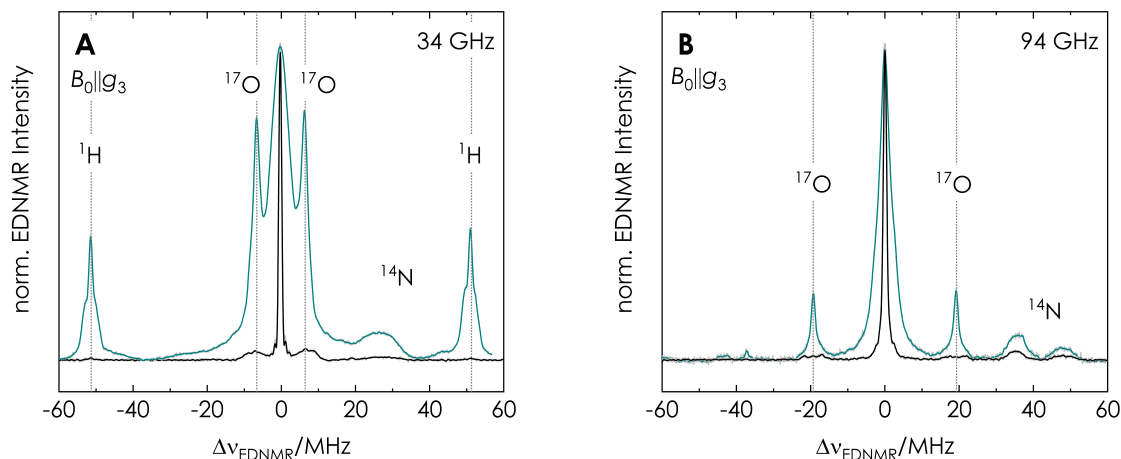 A
34 GHz
B₀||g₃
¹⁷O
¹⁷O
¹H
¹H
¹⁴N
norm. EDNMR Intensity
-60
-40
-20
0
20
40
60
Δν_EDNMR/MHz
B
94 GHz
B₀||g₃
¹⁷O
¹⁷O
¹⁴N
norm. EDNMR Intensity
-60
-40
-20
0
20
40
60
Δν_EDNMR/MHz